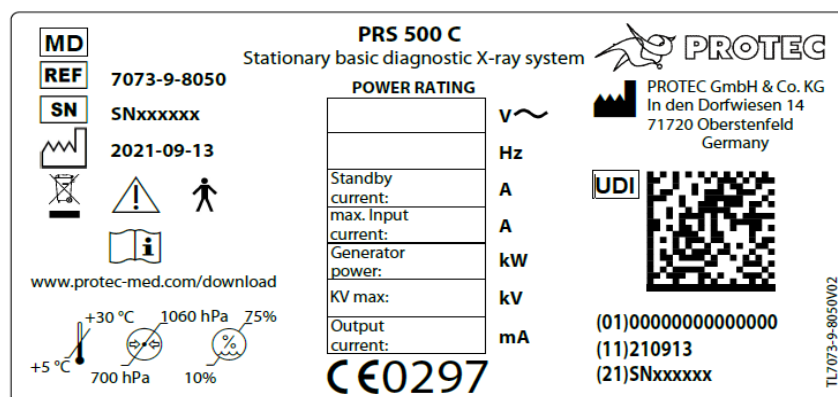 MD
REF 7073-9-8050
SN SNxxxxxx
2021-09-13
i
www.protec-med.com/download
+30 °C
+5 °C
1060 hPa
700 hPa
75%
%
10%
PRS 500 C
Stationary basic diagnostic X-ray system
POWER RATING
V
Hz
Standby
current: A
max. Input
current: A
Generator
power: kW
KV max: kV
Output
current: mA
CE0297
PROTEC
PROTEC GmbH & Co. KG
In den Dorfwiesen 14
71720 Oberstenfeld
Germany
UDI
(01)00000000000000
(11)210913
(21)SNxxxxxx
TL7073-9-8050V02